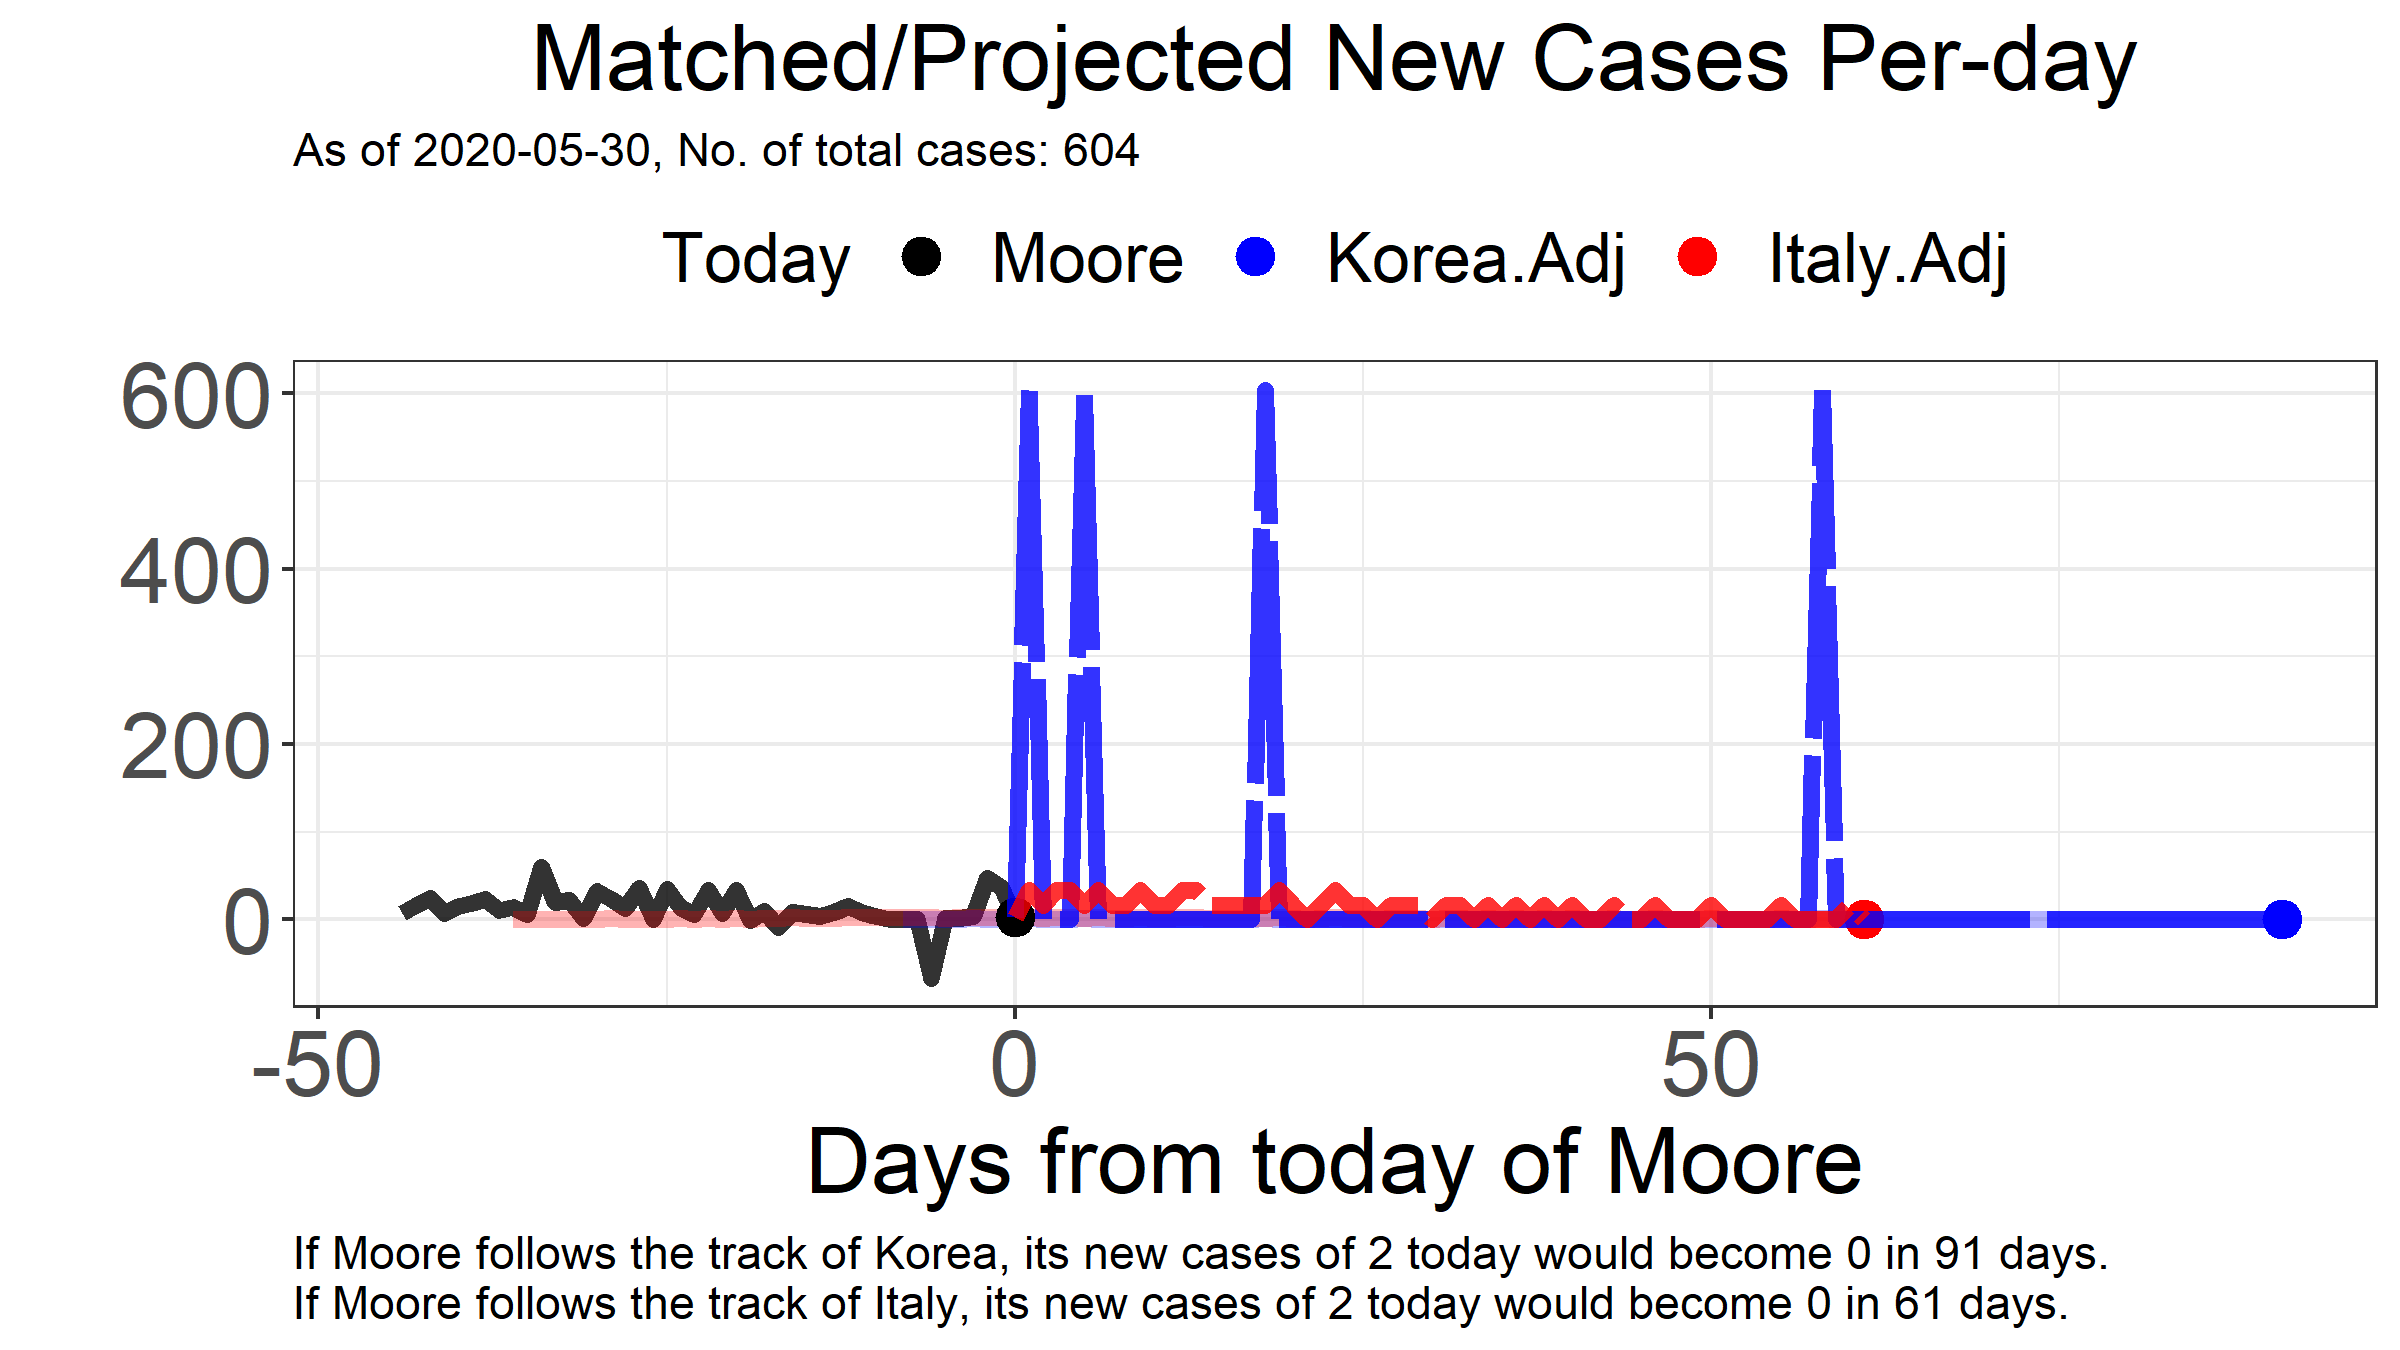 Matched/Projected New Cases Per-day
As of 2020-05-30, No. of total cases: 604
Today Moore Korea.Adj Italy.Adj
600
400
200
0
-50 0 50
Days from today of Moore
If Moore follows the track of Korea, its new cases of 2 today would become 0 in 91 days.
If Moore follows the track of Italy, its new cases of 2 today would become 0 in 61 days.